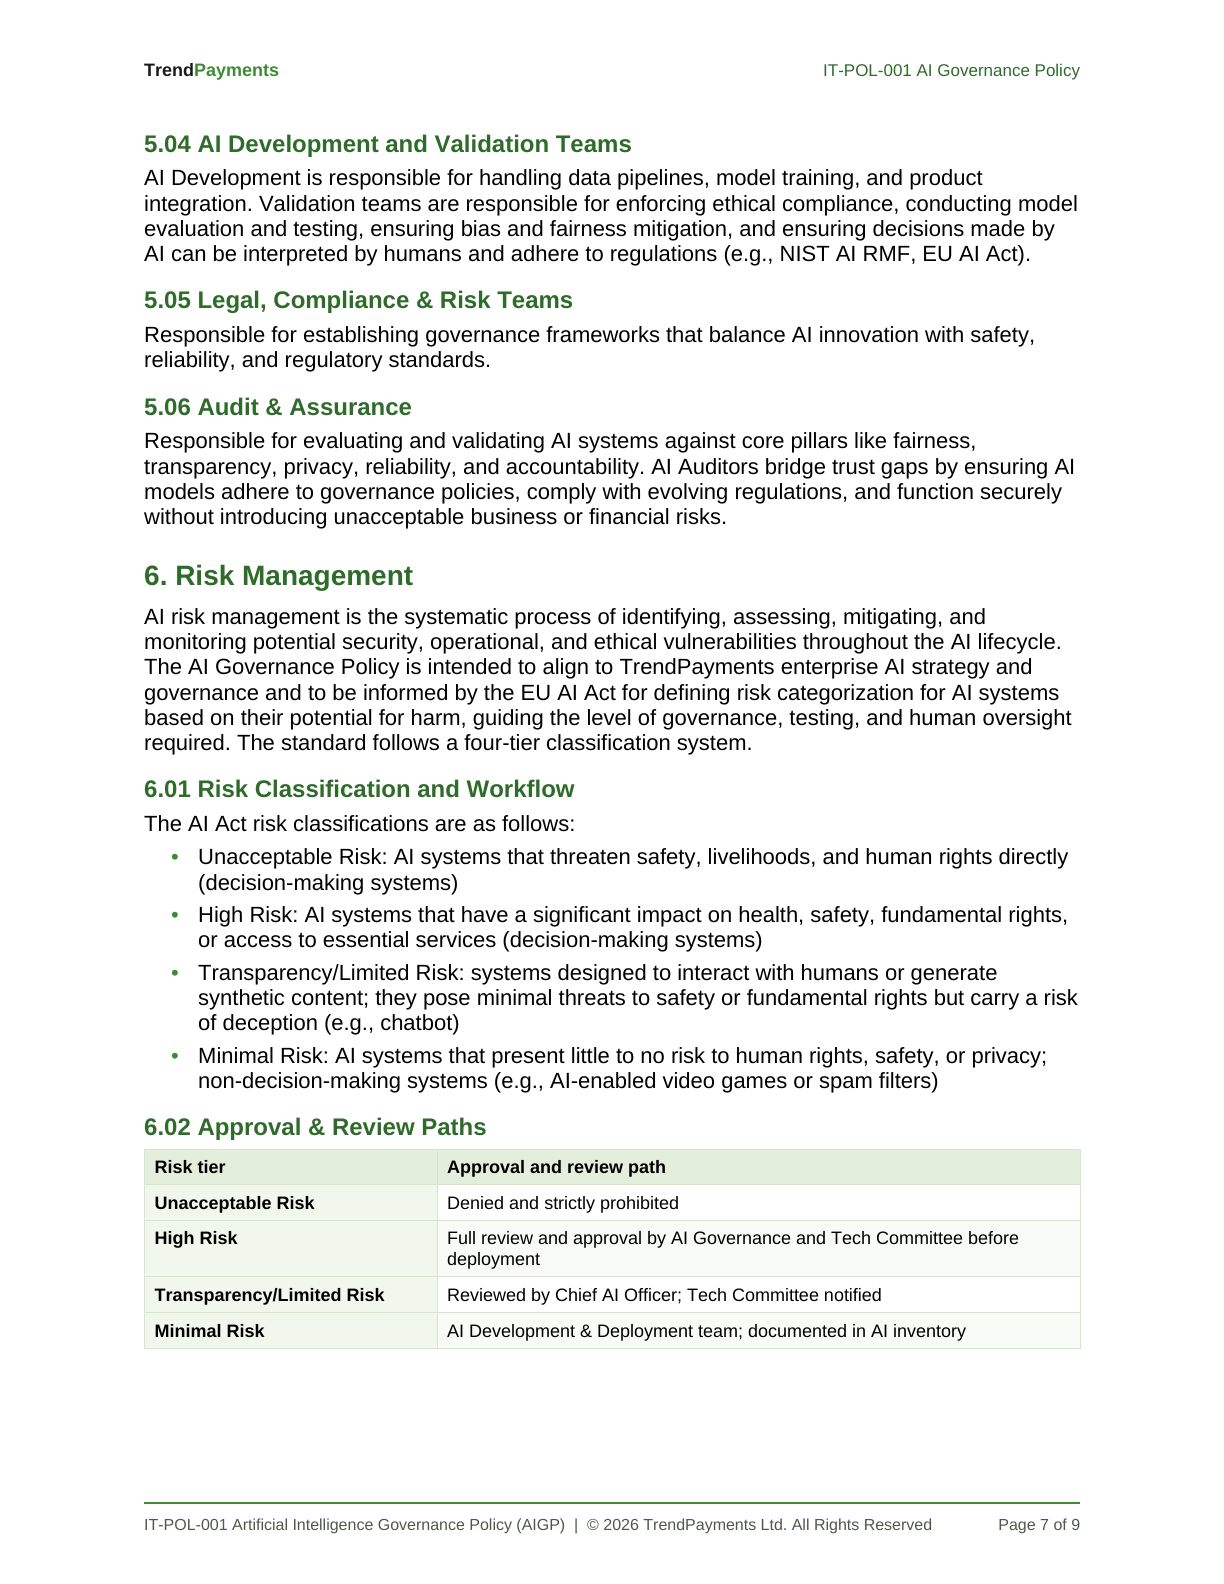 TrendPayments
IT-POL-001 AI Governance Policy
5.04 AI Development and Validation Teams
AI Development is responsible for handling data pipelines, model training, and product
integration. Validation teams are responsible for enforcing ethical compliance, conducting model
evaluation and testing, ensuring bias and fairness mitigation, and ensuring decisions made by
AI can be interpreted by humans and adhere to regulations (e.g., NIST AI RMF, EU AI Act).
5.05 Legal, Compliance & Risk Teams
Responsible for establishing governance frameworks that balance AI innovation with safety,
reliability, and regulatory standards.
5.06 Audit & Assurance
Responsible for evaluating and validating AI systems against core pillars like fairness,
transparency, privacy, reliability, and accountability. AI Auditors bridge trust gaps by ensuring AI
models adhere to governance policies, comply with evolving regulations, and function securely
without introducing unacceptable business or financial risks.
6. Risk Management
AI risk management is the systematic process of identifying, assessing, mitigating, and
monitoring potential security, operational, and ethical vulnerabilities throughout the AI lifecycle.
The AI Governance Policy is intended to align to TrendPayments enterprise AI strategy and
governance and to be informed by the EU AI Act for defining risk categorization for AI systems
based on their potential for harm, guiding the level of governance, testing, and human oversight
required. The standard follows a four-tier classification system.
6.01 Risk Classification and Workflow
The AI Act risk classifications are as follows:
• Unacceptable Risk: AI systems that threaten safety, livelihoods, and human rights directly
(decision-making systems)
• High Risk: AI systems that have a significant impact on health, safety, fundamental rights,
or access to essential services (decision-making systems)
• Transparency/Limited Risk: systems designed to interact with humans or generate
synthetic content; they pose minimal threats to safety or fundamental rights but carry a risk
of deception (e.g., chatbot)
• Minimal Risk: AI systems that present little to no risk to human rights, safety, or privacy;
non-decision-making systems (e.g., AI-enabled video games or spam filters)
6.02 Approval & Review Paths
Risk tier
Approval and review path
Unacceptable Risk
Denied and strictly prohibited
High Risk
Full review and approval by AI Governance and Tech Committee before
deployment
Transparency/Limited Risk
Reviewed by Chief AI Officer; Tech Committee notified
Minimal Risk
AI Development & Deployment team; documented in AI inventory
IT-POL-001 Artificial Intelligence Governance Policy (AIGP) | © 2026 TrendPayments Ltd. All Rights Reserved
Page 7 of 9